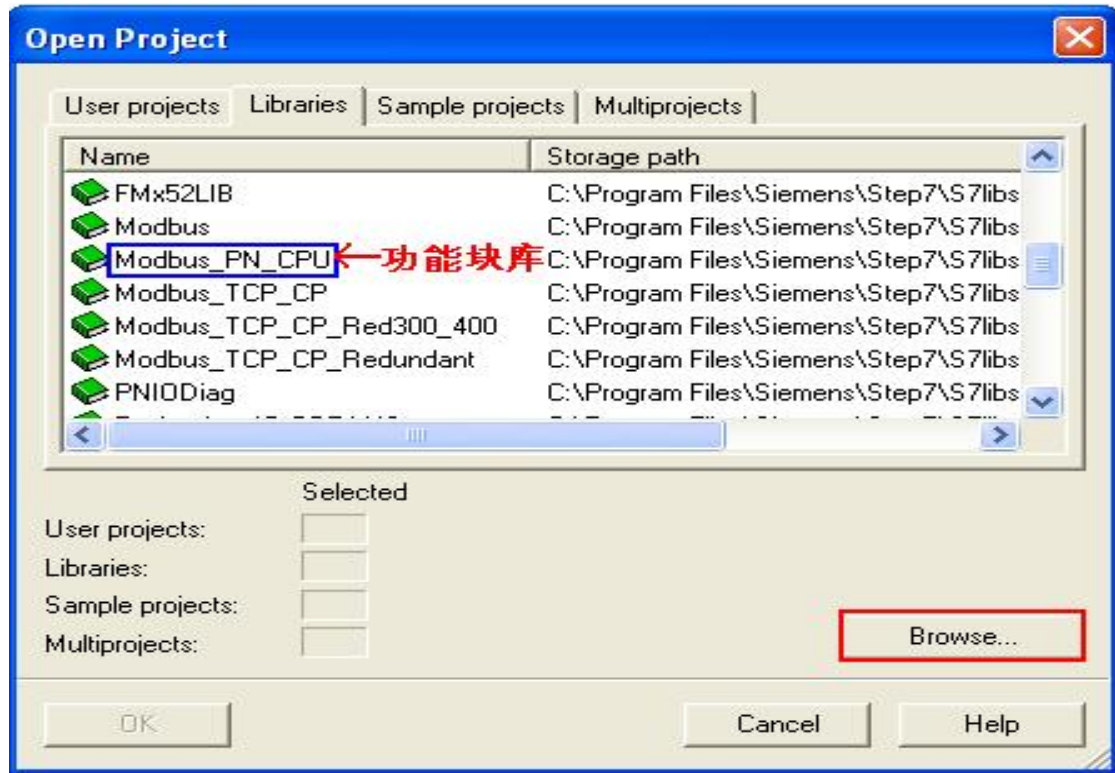 Open Project
User projects Libraries Sample projects Multiprojects
Name Storage path
FMx52LIB C:\Program Files\Siemens\Step7\S7libs
Modbus C:\Program Files\Siemens\Step7\S7libs
Modbus_PN_CPU 功能块库 C:\Program Files\Siemens\Step7\S7libs
Modbus_TCP_CP C:\Program Files\Siemens\Step7\S7libs
Modbus_TCP_CP_Red300_400 C:\Program Files\Siemens\Step7\S7libs
Modbus_TCP_CP_Redundant C:\Program Files\Siemens\Step7\S7libs
PNIODiag C:\Program Files\Siemens\Step7\S7libs
Selected
User projects:
Libraries:
Sample projects:
Multiprojects:
Browse...
OK Cancel Help